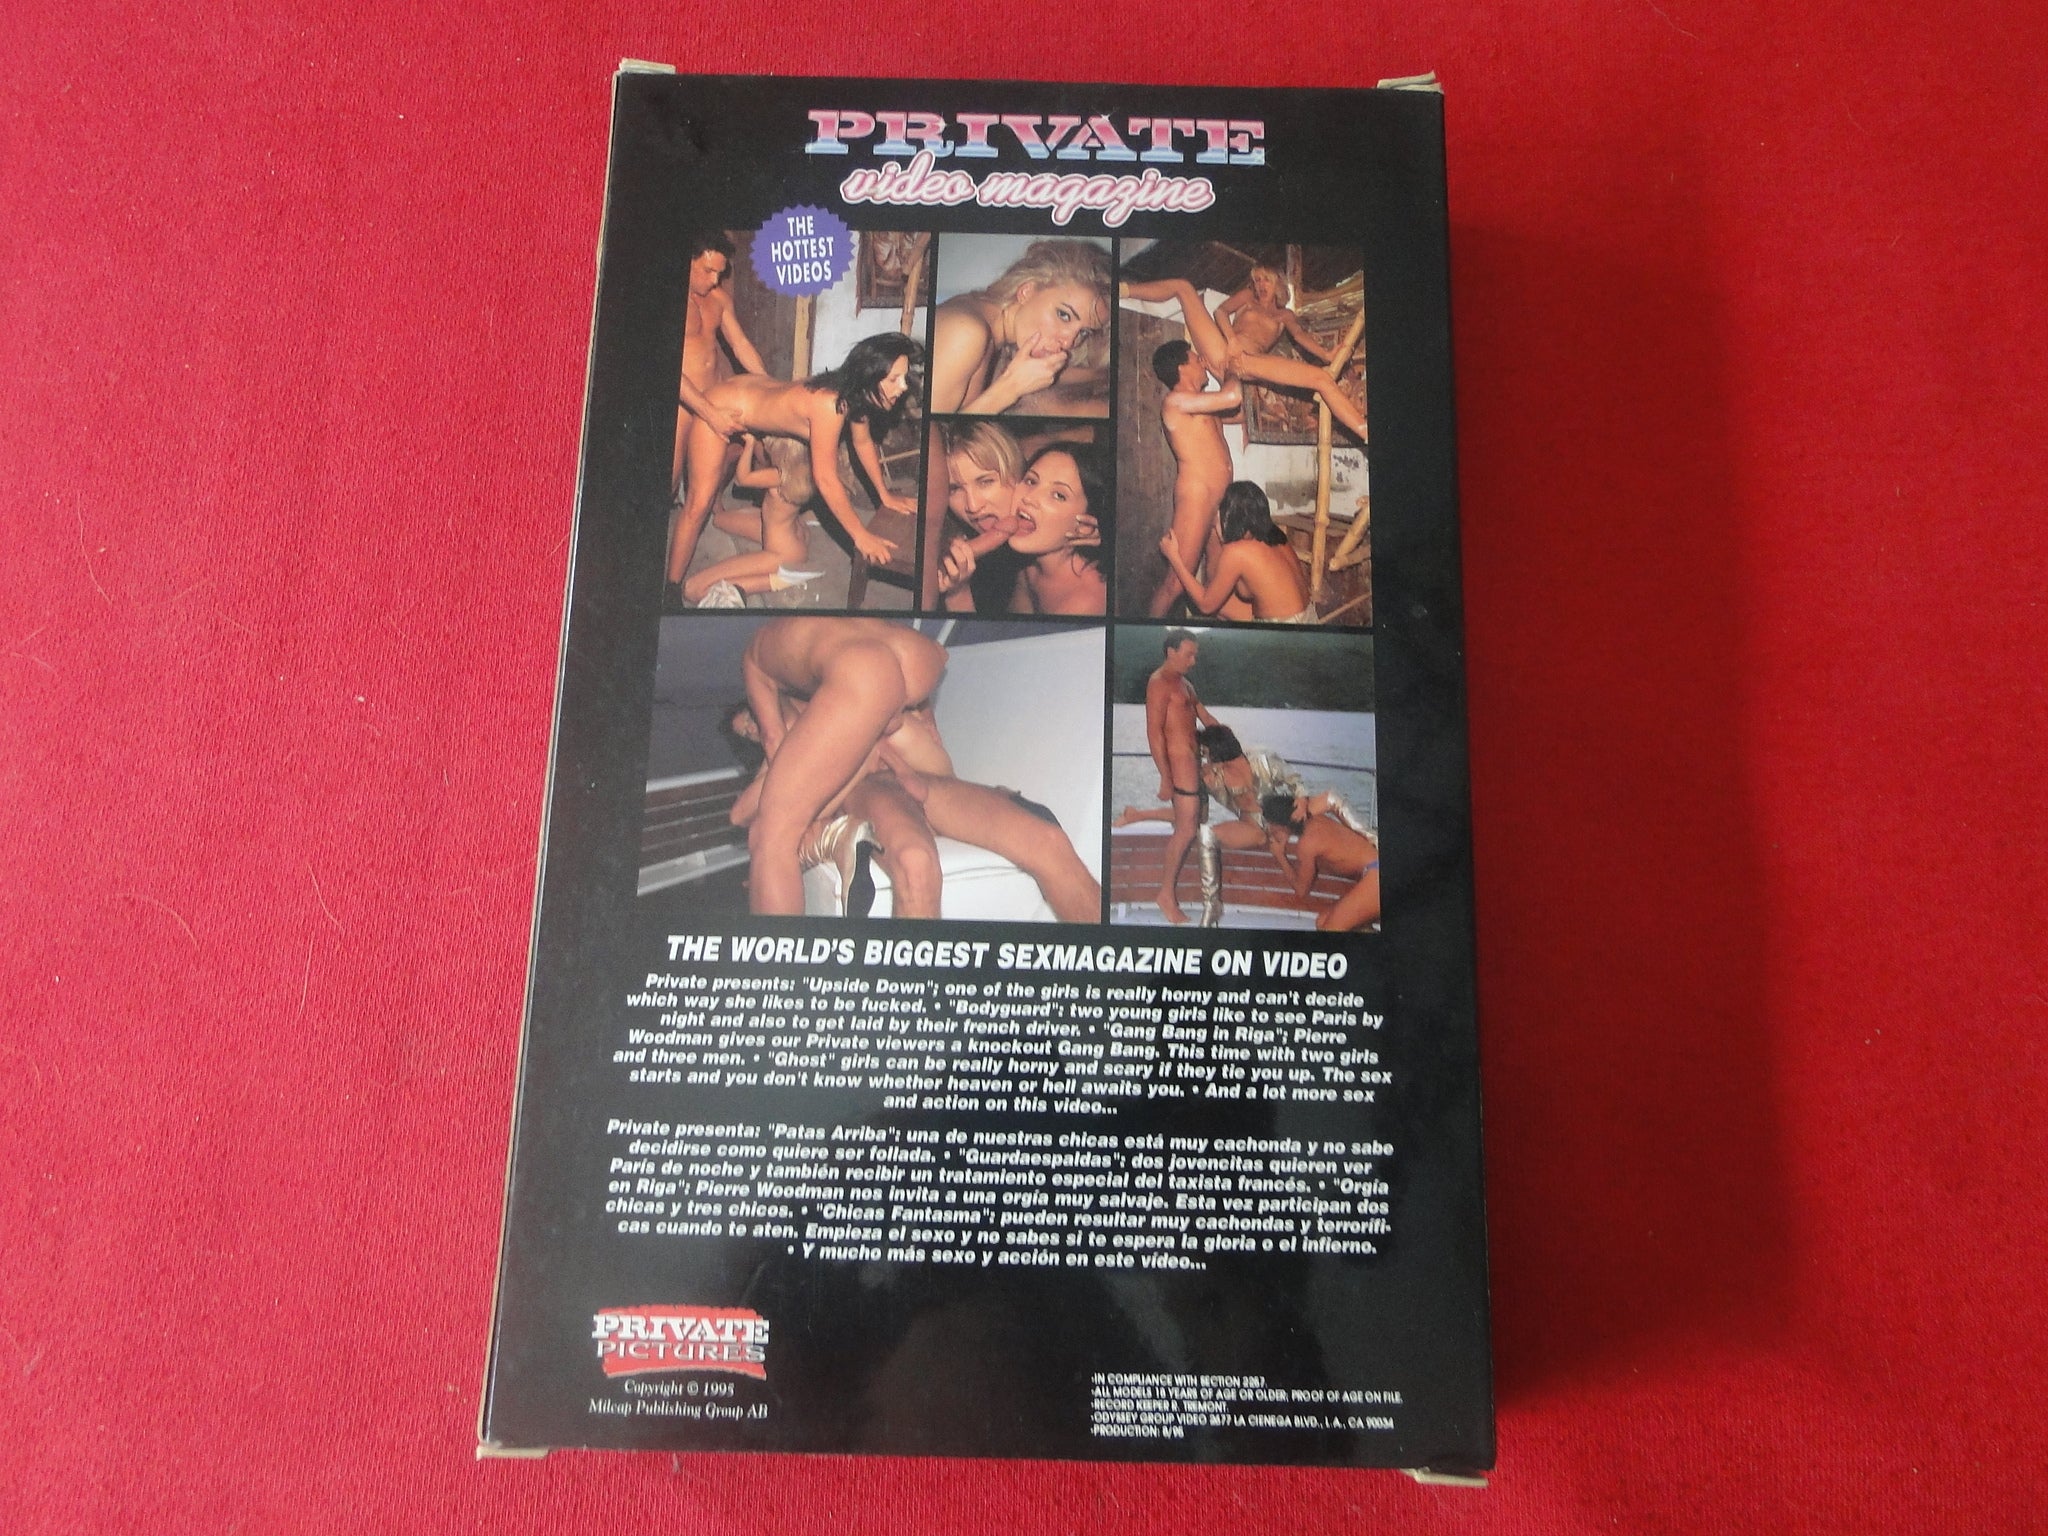 PRIVATE
video magazine
THE
HOTTEST
VIDEOS
THE WORLD'S BIGGEST SEXMAGAZINE ON VIDEO
Private presents: "Upside Down"; one of the girls is really horny and can't decide
which way she likes to be fucked. • "Bodyguard": two young girls like to see Paris by
night and also to get laid by their french driver. • "Gang Bang in Riga"; Pierre
Woodman gives our Private viewers a knockout Gang Bang. This time with two girls
and three men. • "Ghost" girls can be really horny and scary if they tie you up. The sex
starts and you don't know whether heaven or hell awaits you. • And a lot more sex
and action on this video...
Private presenta: "Patas Arriba"; una de nuestras chicas está muy cachonda y no sabe
decidirse como quiere ser follada. • "Guardaespaldas": dos jovencitas quieren ver
París de noche y también recibir un tratamiento especial del taxista francés. • "Orgía
en Riga"; Pierre Woodman nos invita a una orgía muy salvaje. Esta vez participan dos
chicas y tres chicos. • "Chicas Fantasma"; pueden resultar muy cachondas y terrorífi-
cas cuando te aten. Empieza el sexo y no sabes si te espera la gloria o el infierno.
• Y mucho más sexo y acción en este vídeo...
PRIVATE
PICTURES
Copyright © 1995
Milcap Publishing Group AB
·IN COMPLIANCE WITH SECTION 2257.
·ALL MODELS 18 YEARS OF AGE OR OLDER; PROOF OF AGE ON FILE.
·RECORD KEEPER R. TREMONT.
·ODYSSEY GROUP VIDEO 2677 LA CIENEGA BLVD., L.A., CA 90034
·PRODUCTION: